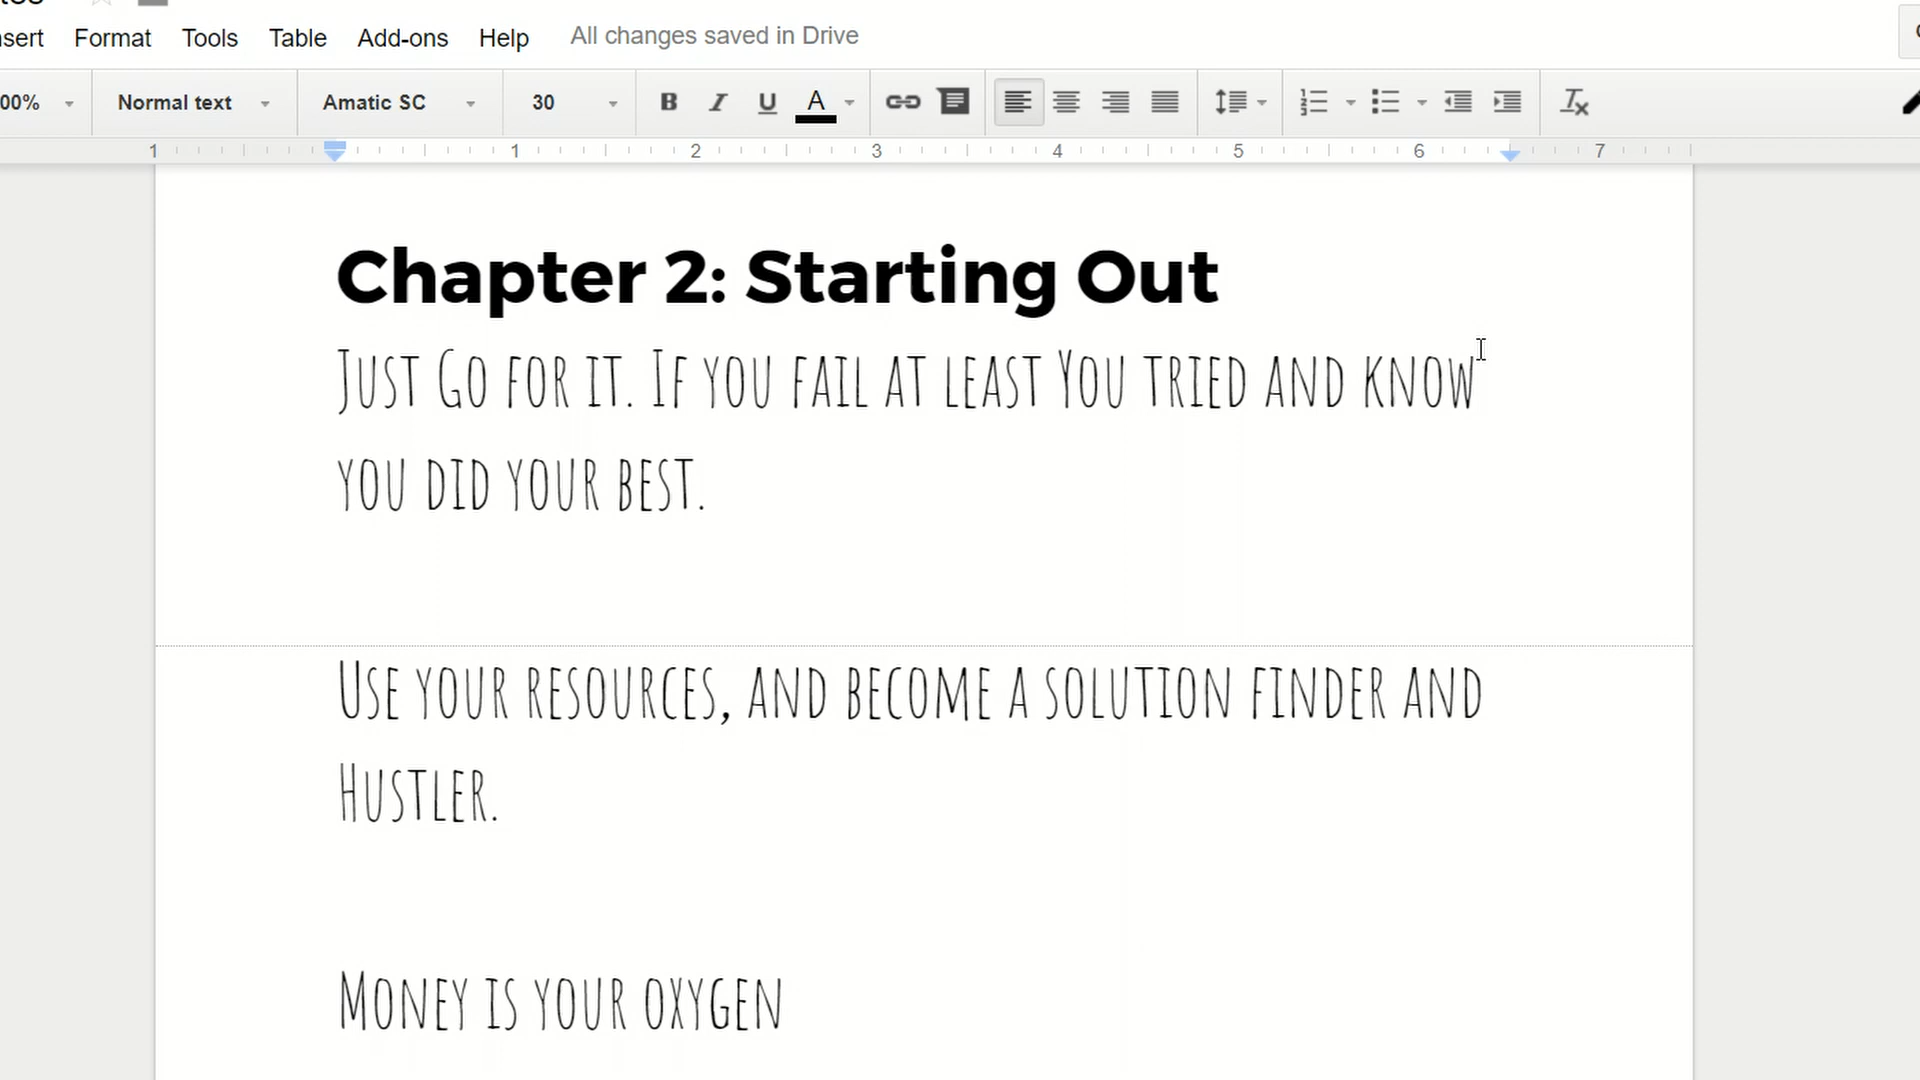 Format Tools Table Add-ons Help All changes saved in Drive
Normal text Amatic SC 30 B I U A
1 1 2 3 4 5 6 7
Chapter 2: Starting Out
Just Go for it. If you fail at least You tried and know
you did your best.
Use your resources, and become a solution finder and
Hustler.
Money is your oxygen